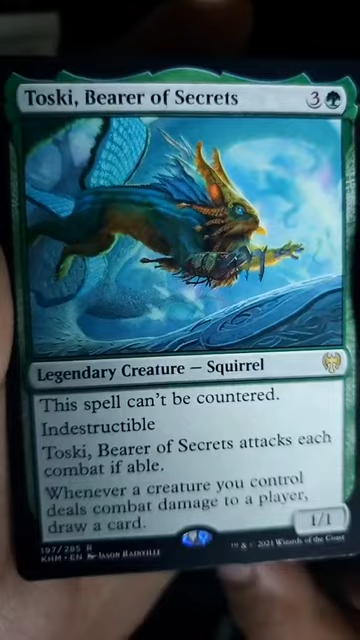 Toski, Bearer of Secrets 3
Legendary Creature — Squirrel
This spell can't be countered.
Indestructible
Toski, Bearer of Secrets attacks each
combat if able.
Whenever a creature you control
deals combat damage to a player,
draw a card.
1/1
197/285 R
KHM • EN JASON RAINVILLE
™ & © 2021 Wizards of the Coast